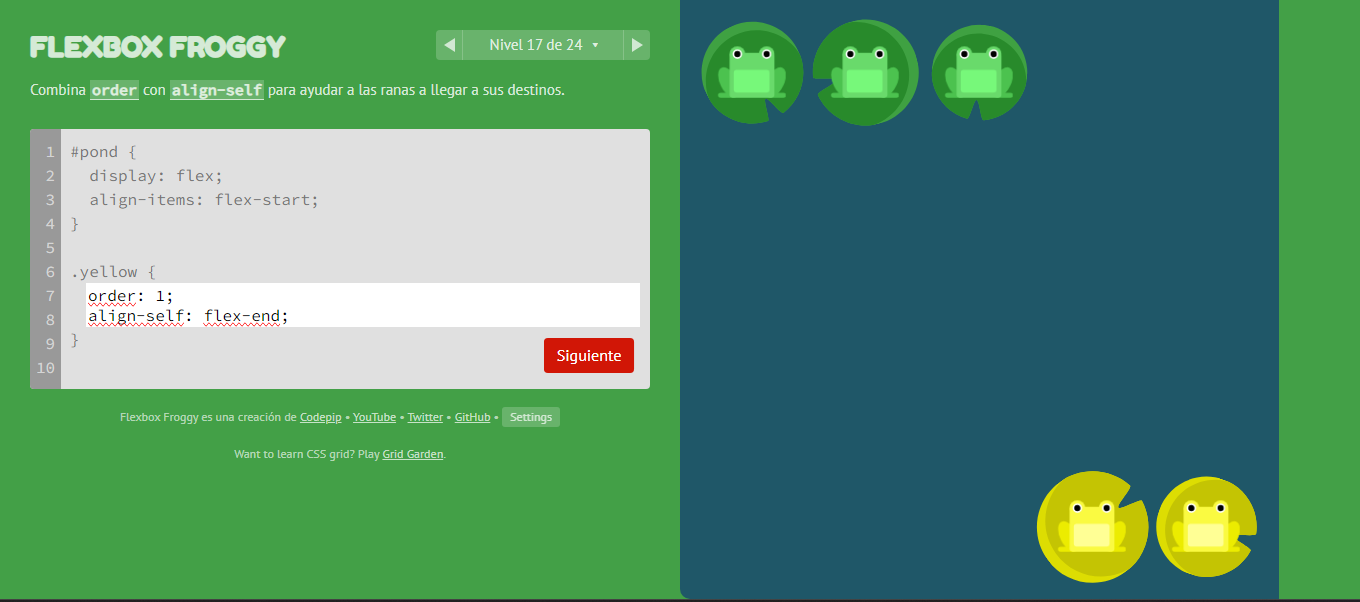 FLEXBOX FROGGY
◀ Nivel 17 de 24 ▾ ▶
Combina order con align-self para ayudar a las ranas a llegar a sus destinos.
1 #pond {
2 display: flex;
3 align-items: flex-start;
4 }
5
6 .yellow {
7 order: 1;
8 align-self: flex-end;
9 }
10
Siguiente
Flexbox Froggy es una creación de Codepip • YouTube • Twitter • GitHub • Settings
Want to learn CSS grid? Play Grid Garden.